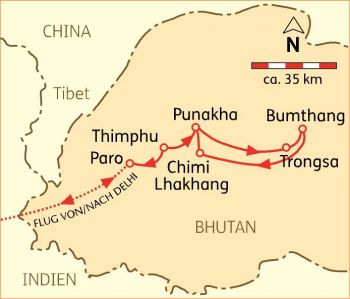 CHINA
N
ca. 35 km
Tibet
Punakha
Bumthang
Thimphu
Paro
Chimi
Lhakhang
Trongsa
FLUG VON/NACH DELHI
BHUTAN
INDIEN